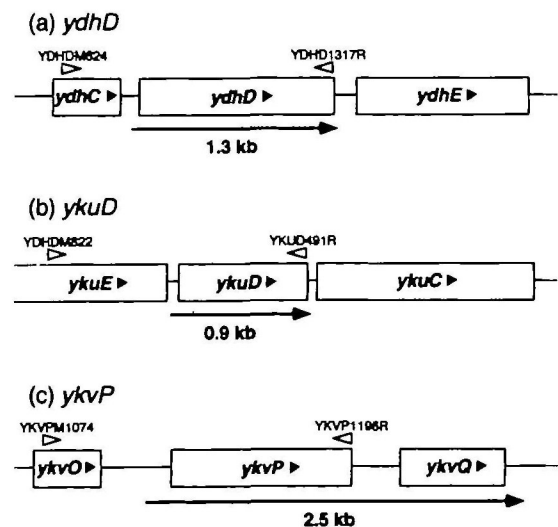 (a) ydhD
YDHDM624
YDHD1317R
ydhC ydhD ydhE
1.3 kb
(b) ykuD
YDHDM822
YKUD491R
ykuE ykuD ykuC
0.9 kb
(c) ykvP
YKVPM1074
YKVP1196R
ykvO ykvP ykvQ
2.5 kb